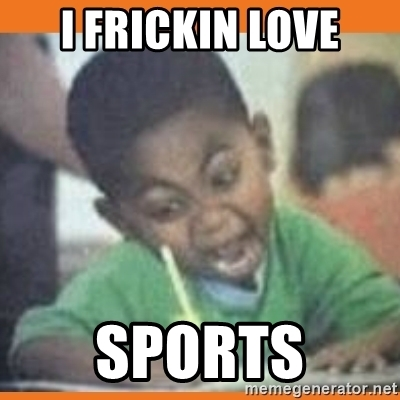 I FRICKIN LOVE
SPORTS
memegenerator.net